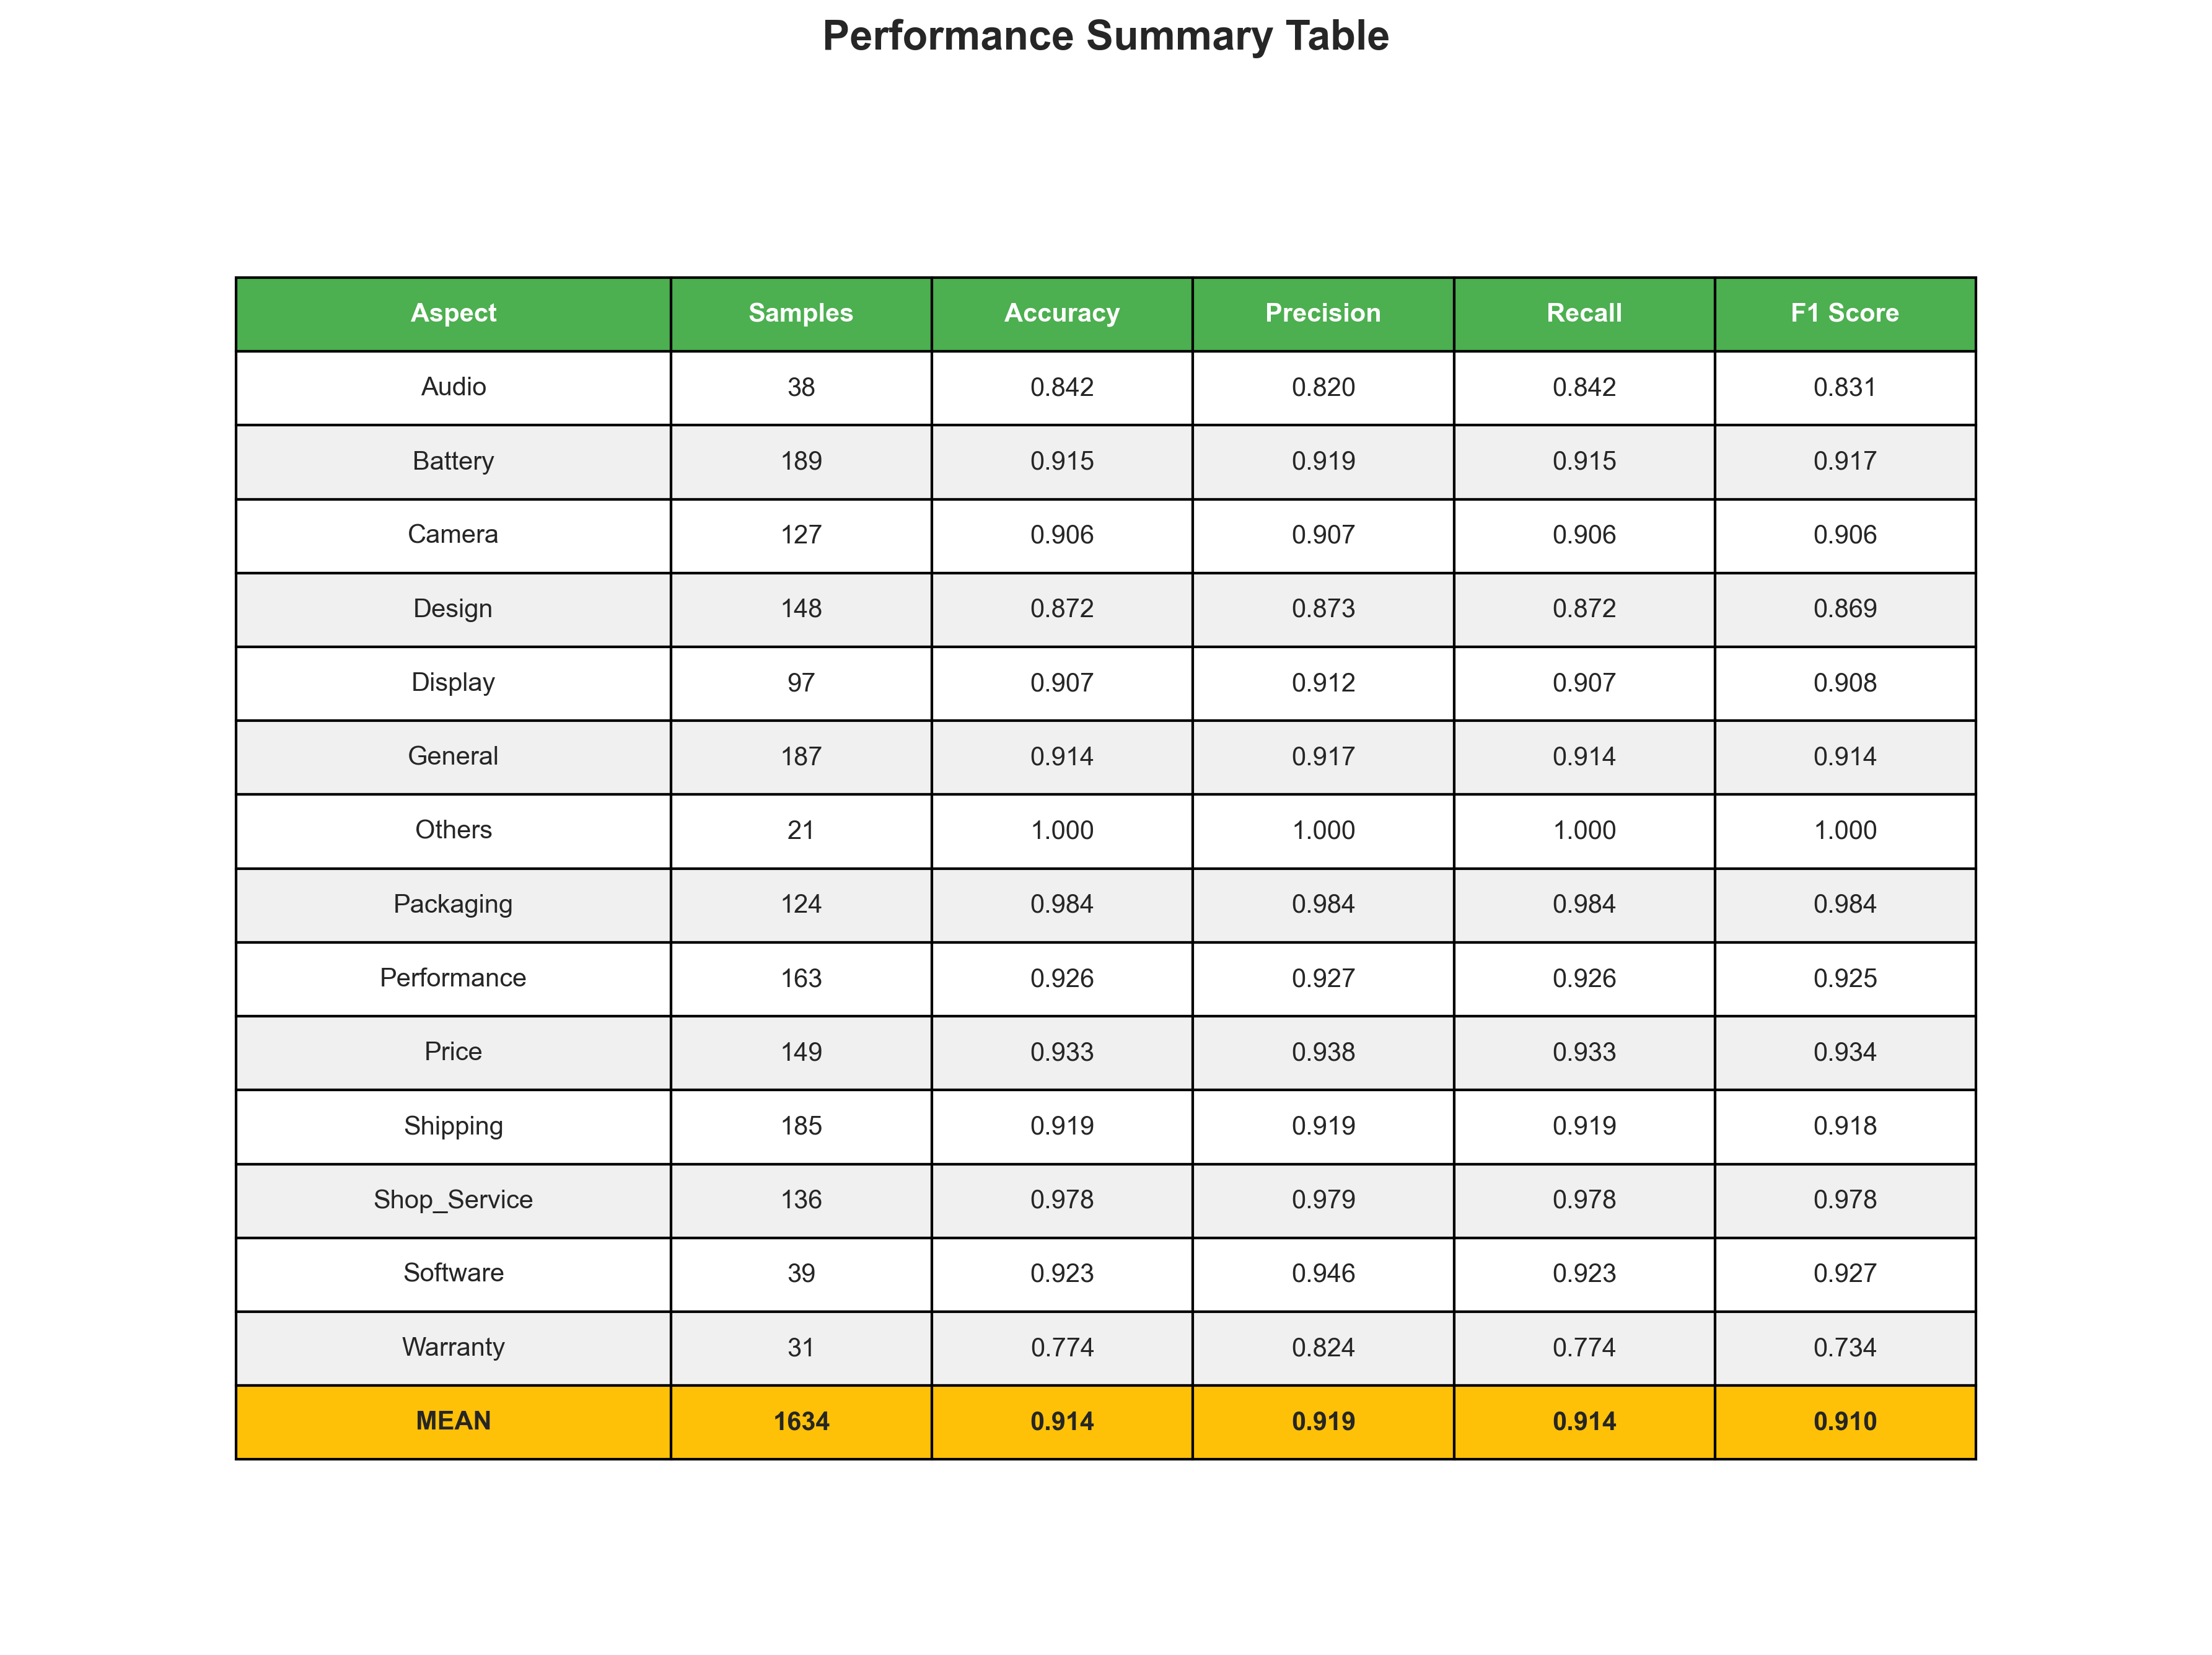 Performance Summary Table
Aspect Samples Accuracy Precision Recall F1 Score
Audio 38 0.842 0.820 0.842 0.831
Battery 189 0.915 0.919 0.915 0.917
Camera 127 0.906 0.907 0.906 0.906
Design 148 0.872 0.873 0.872 0.869
Display 97 0.907 0.912 0.907 0.908
General 187 0.914 0.917 0.914 0.914
Others 21 1.000 1.000 1.000 1.000
Packaging 124 0.984 0.984 0.984 0.984
Performance 163 0.926 0.927 0.926 0.925
Price 149 0.933 0.938 0.933 0.934
Shipping 185 0.919 0.919 0.919 0.918
Shop_Service 136 0.978 0.979 0.978 0.978
Software 39 0.923 0.946 0.923 0.927
Warranty 31 0.774 0.824 0.774 0.734
MEAN 1634 0.914 0.919 0.914 0.910